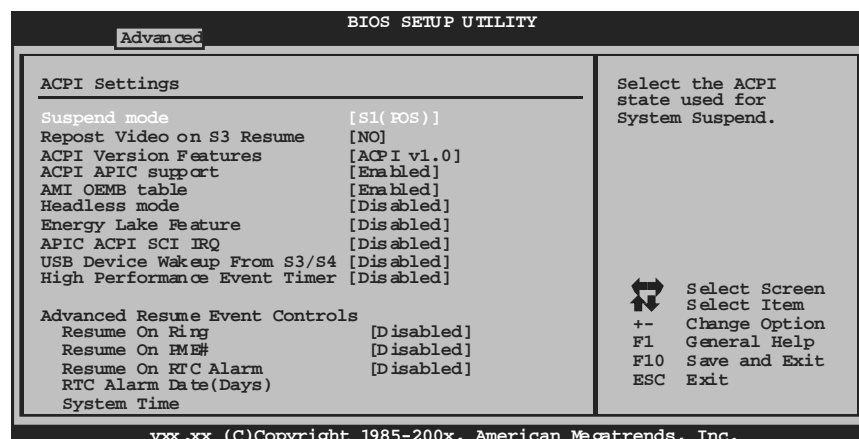 BIOS SETUP UTILITY
Advanced
ACPI Settings
Suspend mode [S1(POS)]
Repost Video on S3 Resume [NO]
ACPI Version Features [ACPI v1.0]
ACPI APIC support [Enabled]
AMI OEMB table [Enabled]
Headless mode [Disabled]
Energy Lake Feature [Disabled]
APIC ACPI SCI IRQ [Disabled]
USB Device Wakeup From S3/S4 [Disabled]
High Performance Event Timer [Disabled]
Advanced Resume Event Controls
Resume On Ring [Disabled]
Resume On PME# [Disabled]
Resume On RTC Alarm [Disabled]
RTC Alarm Date(Days)
System Time
Select the ACPI
state used for
System Suspend.
Select Screen
Select Item
+- Change Option
F1 General Help
F10 Save and Exit
ESC Exit
vxx.xx (C)Copyright 1985-200x, American Megatrends, Inc.